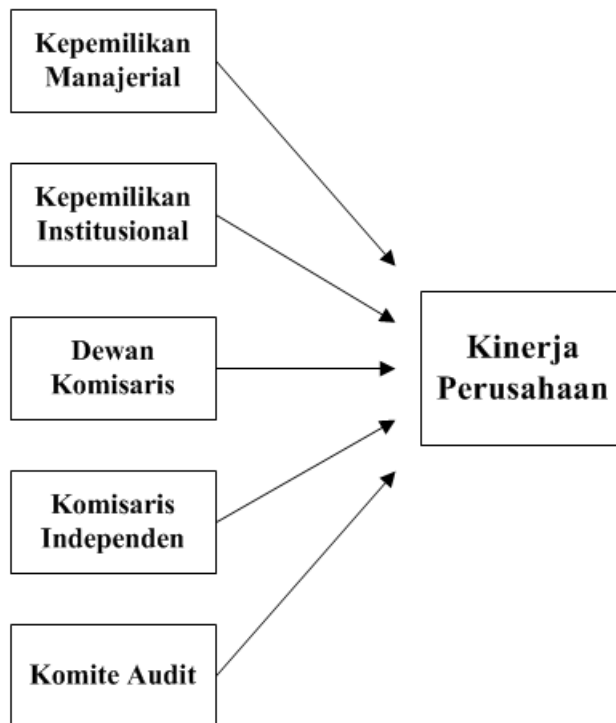 Kepemilikan
Manajerial
Kepemilikan
Institusional
Dewan
Komisaris
Komisaris
Independen
Komite Audit
Kinerja
Perusahaan